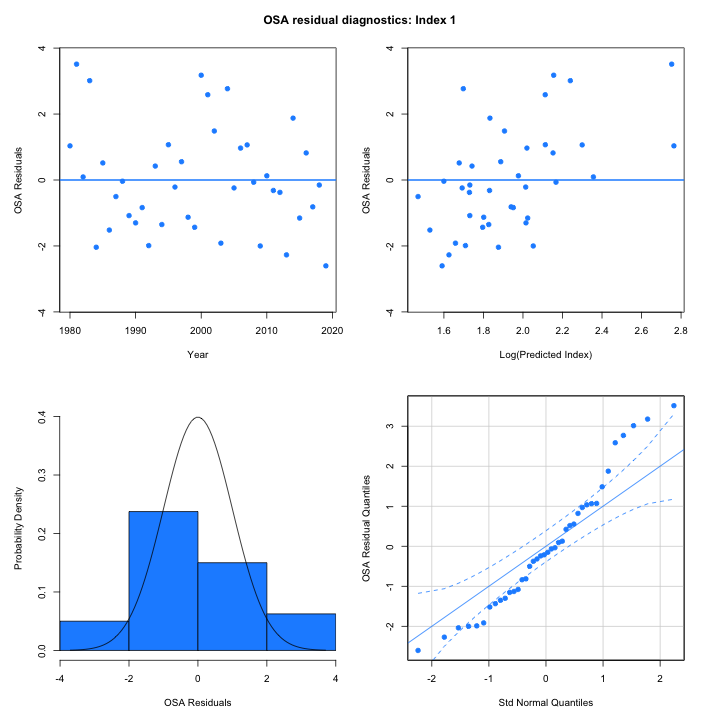 OSA residual diagnostics: Index 1
4
2
0
-2
-4
OSA Residuals
1980 1990 2000 2010 2020
Year
4
2
0
-2
-4
OSA Residuals
1.6 1.8 2.0 2.2 2.4 2.6 2.8
Log(Predicted Index)
0.4
0.3
0.2
0.1
0.0
Probability Density
-4 -2 0 2 4
OSA Residuals
3
2
1
0
-1
-2
OSA Residual Quantiles
-2 -1 0 1 2
Std Normal Quantiles